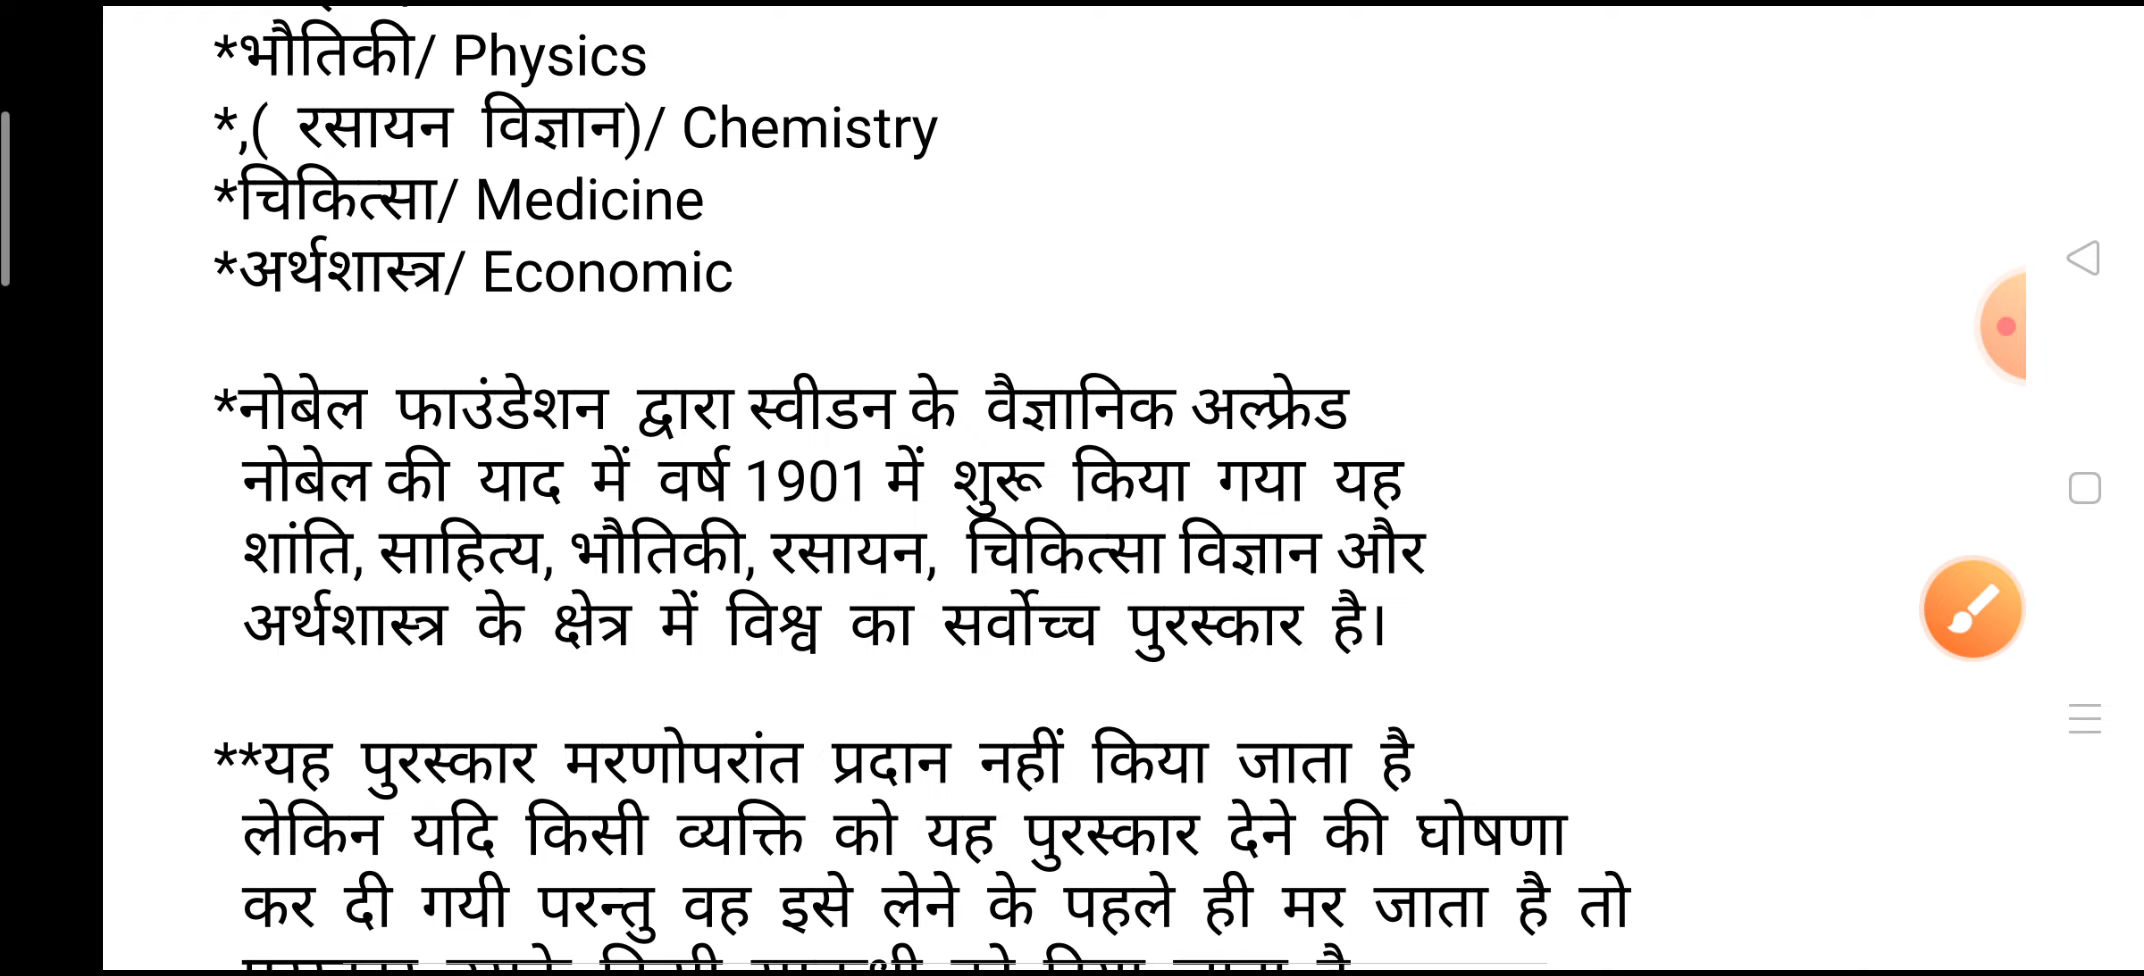 *भौतिकी/ Physics
*,( रसायन विज्ञान)/ Chemistry
*चिकित्सा/ Medicine
*अर्थशास्त्र/ Economic
*नोबेल फाउंडेशन द्वारा स्वीडन के वैज्ञानिक अल्फ्रेड
नोबेल की याद में वर्ष 1901 में शुरू किया गया यह
शांति, साहित्य, भौतिकी, रसायन, चिकित्सा विज्ञान और
अर्थशास्त्र के क्षेत्र में विश्व का सर्वोच्च पुरस्कार है।
**यह पुरस्कार मरणोपरांत प्रदान नहीं किया जाता है
लेकिन यदि किसी व्यक्ति को यह पुरस्कार देने की घोषणा
कर दी गयी परन्तु वह इसे लेने के पहले ही मर जाता है तो